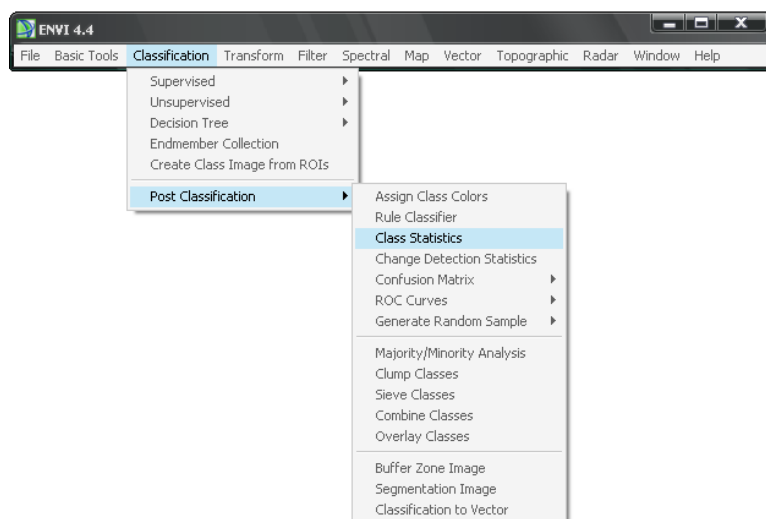 ENVI 4.4
File Basic Tools Classification Transform Filter Spectral Map Vector Topographic Radar Window Help
Supervised
Unsupervised
Decision Tree
Endmember Collection
Create Class Image from ROIs
Post Classification
Assign Class Colors
Rule Classifier
Class Statistics
Change Detection Statistics
Confusion Matrix
ROC Curves
Generate Random Sample
Majority/Minority Analysis
Clump Classes
Sieve Classes
Combine Classes
Overlay Classes
Buffer Zone Image
Segmentation Image
Classification to Vector